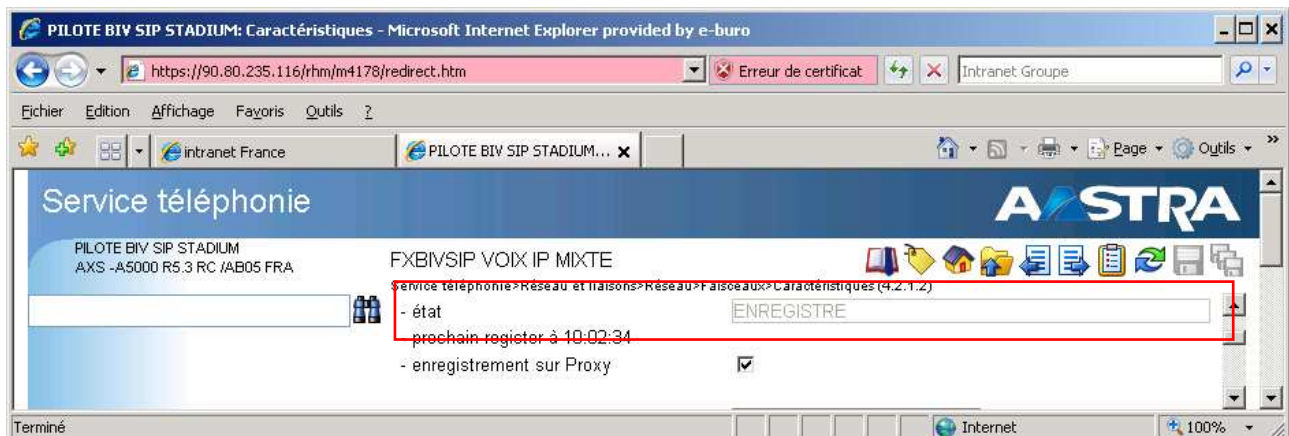 PILOTE BIV SIP STADIUM: Caractéristiques - Microsoft Internet Explorer provided by e-buro
https://90.80.235.116/rhm/m4178/redirect.htm Erreur de certificat Intranet Groupe
Fichier Edition Affichage Favoris Outils ?
intranet France PILOTE BIV SIP STADIUM... Page Outils
Service téléphonie AASTRA
PILOTE BIV SIP STADIUM
AXS -A5000 R5.3 RC /AB05 FRA
FXBIVSIP VOIX IP MIXTE
Service téléphonie>Réseau et liaisons>Réseau>Faisceaux>Caractéristiques (4.2.1.2)
- état ENREGISTRE
- prochain register à 10:02:34
- enregistrement sur Proxy
Terminé Internet 100%